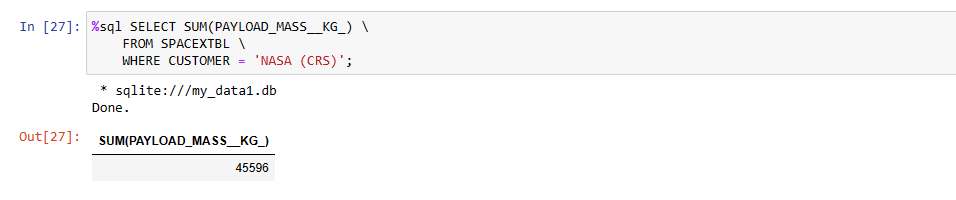 In [27]: %sql SELECT SUM(PAYLOAD_MASS__KG_) \
FROM SPACEXTBL \
WHERE CUSTOMER = 'NASA (CRS)';
* sqlite:///my_data1.db
Done.
Out[27]: SUM(PAYLOAD_MASS__KG_)
45596